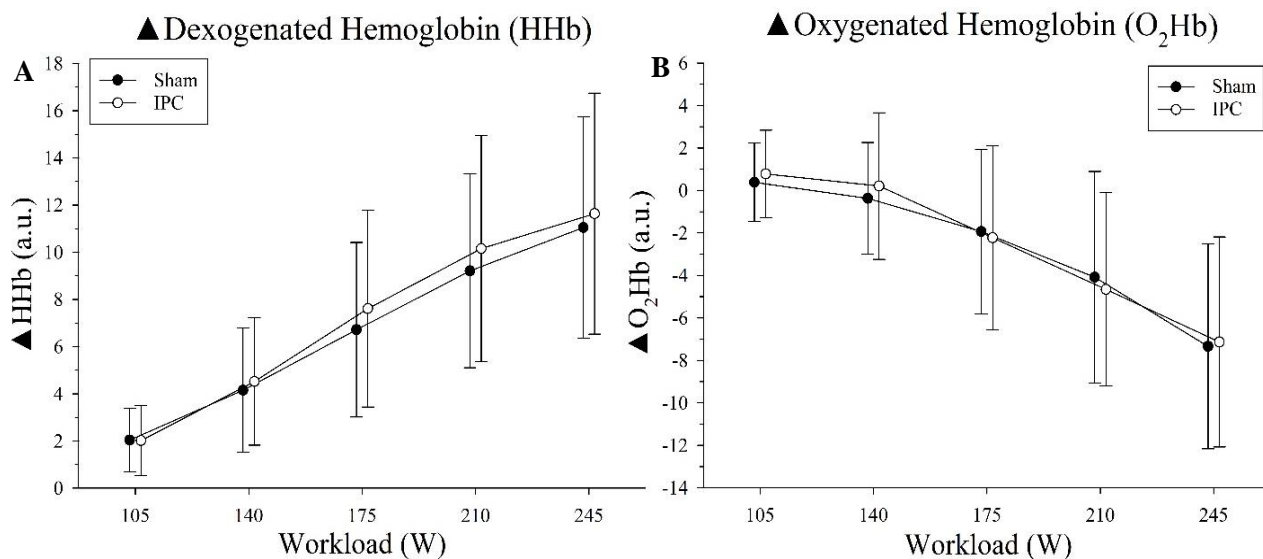 ▲Dexogenated Hemoglobin (HHb)
A
Sham
IPC
▲HHb (a.u.)
18
16
14
12
10
8
6
4
2
0
105 140 175 210 245
Workload (W)
▲Oxygenated Hemoglobin (O₂Hb)
B
Sham
IPC
▲O₂Hb (a.u.)
6
4
2
0
-2
-4
-6
-8
-10
-12
-14
105 140 175 210 245
Workload (W)